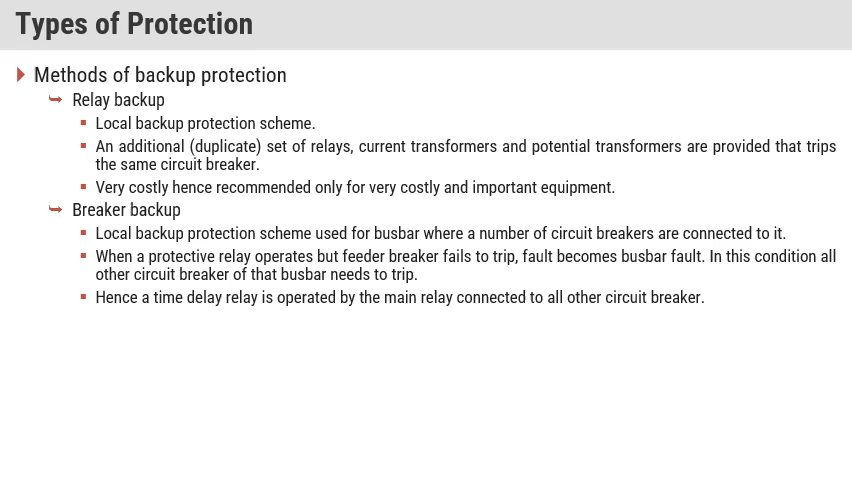 Types of Protection
Methods of backup protection
Relay backup
Local backup protection scheme.
An additional (duplicate) set of relays, current transformers and potential transformers are provided that trips
the same circuit breaker.
Very costly hence recommended only for very costly and important equipment.
Breaker backup
Local backup protection scheme used for busbar where a number of circuit breakers are connected to it.
When a protective relay operates but feeder breaker fails to trip, fault becomes busbar fault. In this condition all
other circuit breaker of that busbar needs to trip.
Hence a time delay relay is operated by the main relay connected to all other circuit breaker.